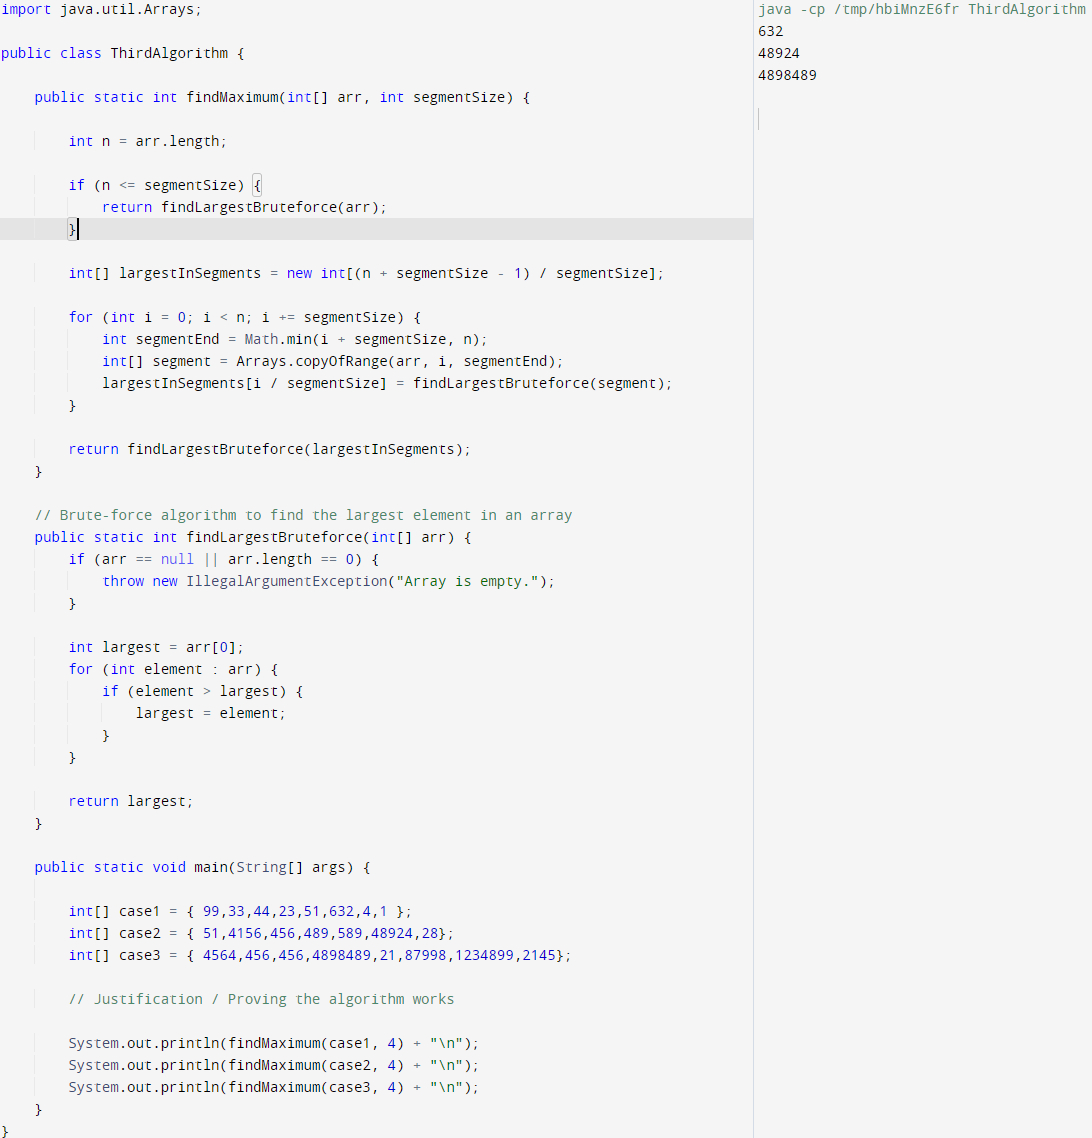 import java.util.Arrays;
public class ThirdAlgorithm {
public static int findMaximum(int[] arr, int segmentSize) {
int n = arr.length;
if (n <= segmentSize) {
return findLargestBruteforce(arr);
}
int[] largestInSegments = new int[(n + segmentSize - 1) / segmentSize];
for (int i = 0; i < n; i += segmentSize) {
int segmentEnd = Math.min(i + segmentSize, n);
int[] segment = Arrays.copyOfRange(arr, i, segmentEnd);
largestInSegments[i / segmentSize] = findLargestBruteforce(segment);
}
return findLargestBruteforce(largestInSegments);
}
// Brute-force algorithm to find the largest element in an array
public static int findLargestBruteforce(int[] arr) {
if (arr == null || arr.length == 0) {
throw new IllegalArgumentException("Array is empty.");
}
int largest = arr[0];
for (int element : arr) {
if (element > largest) {
largest = element;
}
}
return largest;
}
public static void main(String[] args) {
int[] case1 = { 99,33,44,23,51,632,4,1 };
int[] case2 = { 51,4156,456,489,589,48924,28};
int[] case3 = { 4564,456,456,4898489,21,87998,1234899,2145};
// Justification / Proving the algorithm works
System.out.println(findMaximum(case1, 4) + "\n");
System.out.println(findMaximum(case2, 4) + "\n");
System.out.println(findMaximum(case3, 4) + "\n");
}
}
java -cp /tmp/hbiMnzE6fr ThirdAlgorithm
632
48924
4898489